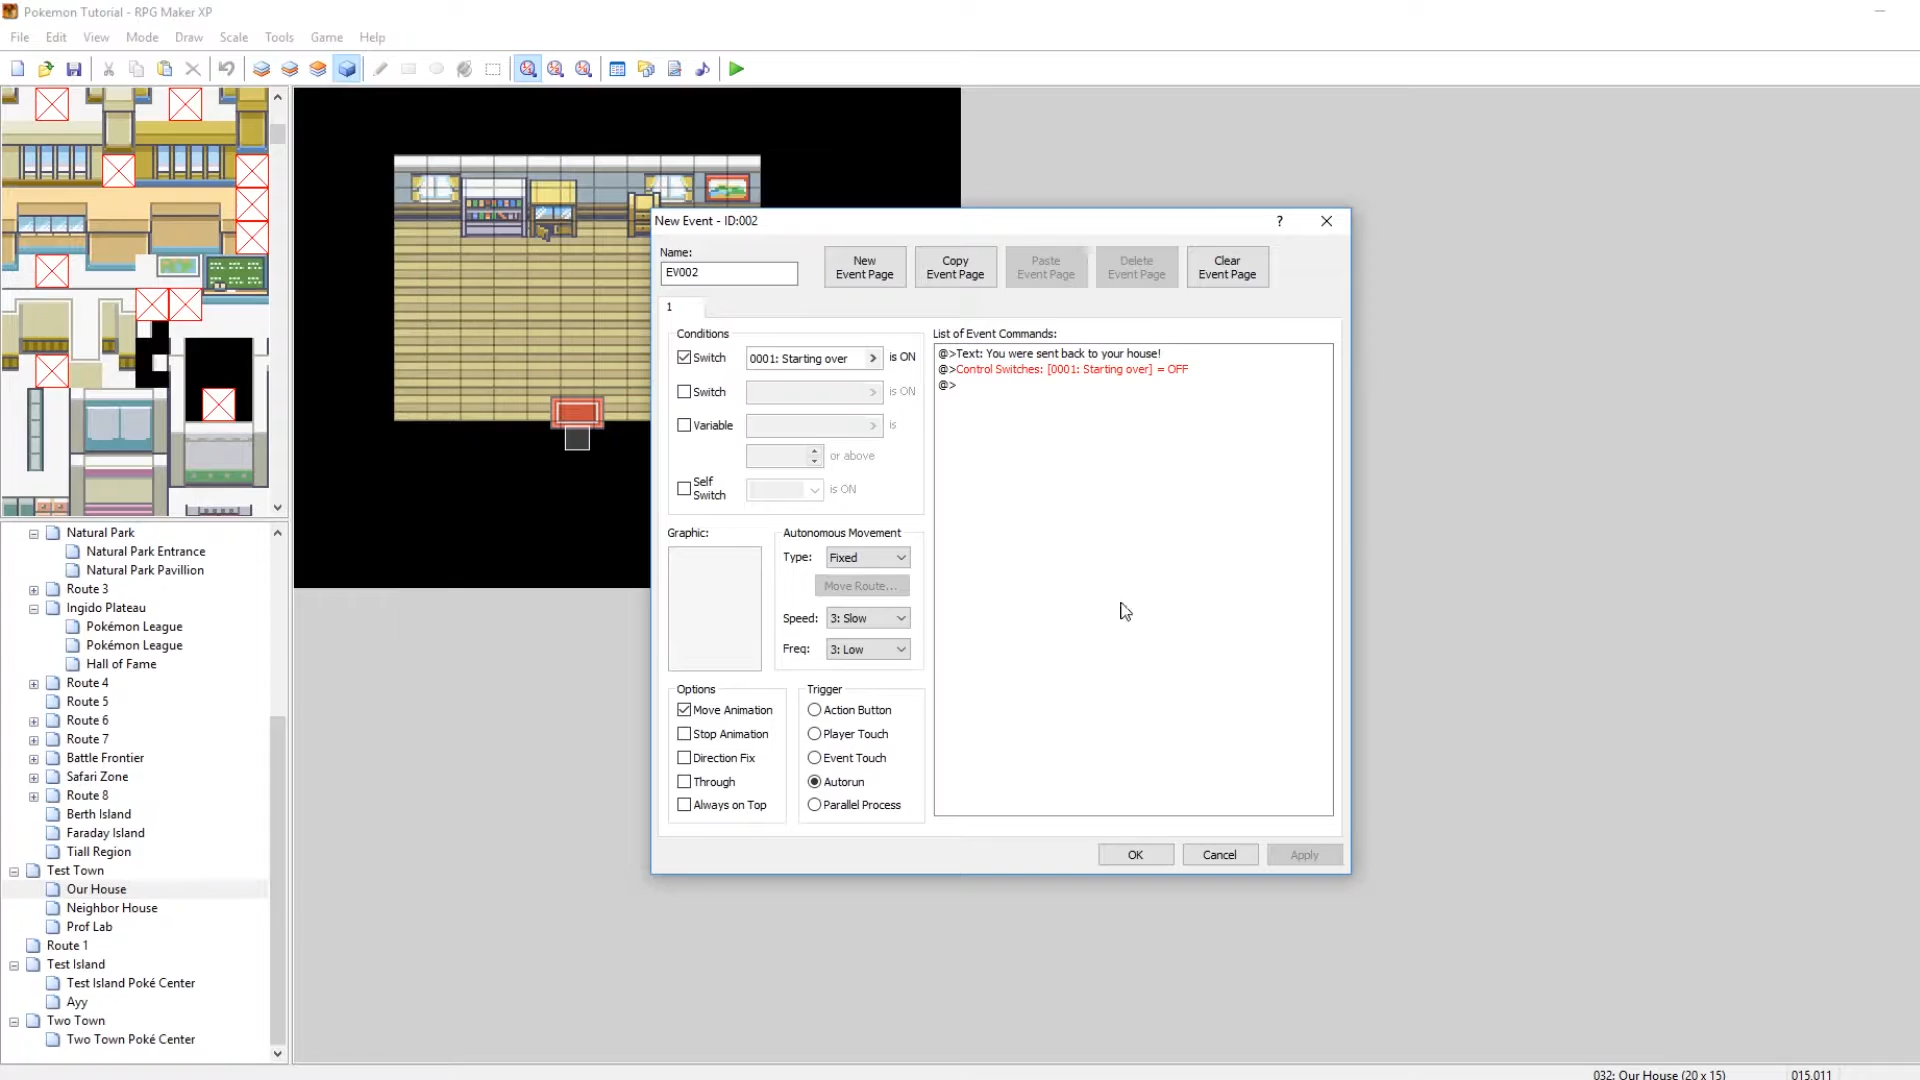 Pokemon Tutorial - RPG Maker XP
File Edit View Mode Draw Scale Tools Game Help
New Event - ID:002
?
Name:
EV002
New Event Page
Copy Event Page
Paste Event Page
Delete Event Page
Clear Event Page
1
Conditions
Switch 0001: Starting over > is ON
Switch > is ON
Variable > is
or above
Self Switch is ON
Graphic:
Autonomous Movement
Type: Fixed
Move Route...
Speed: 3: Slow
Freq: 3: Low
Options
Move Animation
Stop Animation
Direction Fix
Through
Always on Top
Trigger
Action Button
Player Touch
Event Touch
Autorun
Parallel Process
List of Event Commands:
@>Text: You were sent back to your house!
@>Control Switches: [0001: Starting over] = OFF
@>
OK Cancel Apply
Natural Park
Natural Park Entrance
Natural Park Pavillion
Route 3
Ingido Plateau
Pokémon League
Pokémon League
Hall of Fame
Route 4
Route 5
Route 6
Route 7
Battle Frontier
Safari Zone
Route 8
Berth Island
Faraday Island
Tiall Region
Test Town
Our House
Neighbor House
Prof Lab
Route 1
Test Island
Test Island Poké Center
Ayy
Two Town
Two Town Poké Center
032: Our House (20 x 15) 015.011